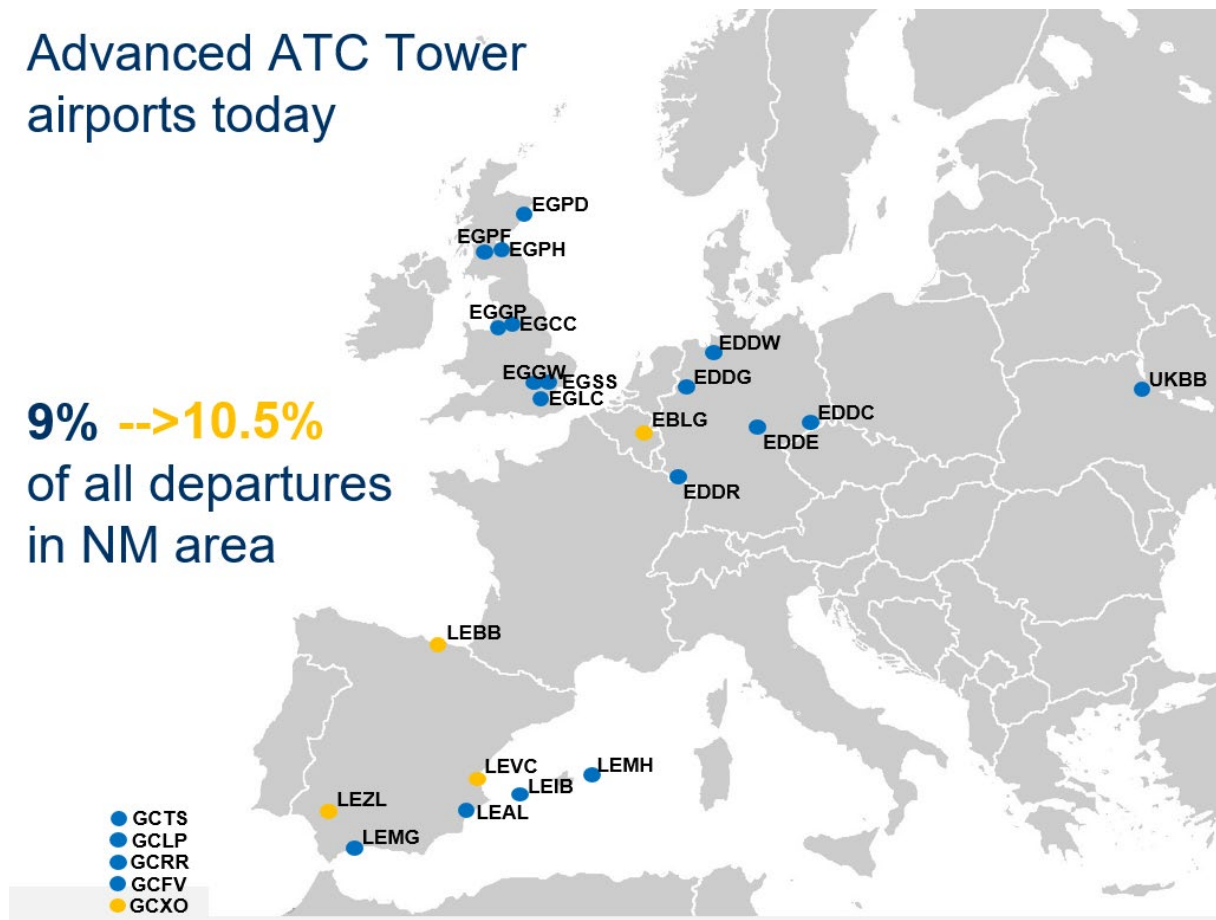 Advanced ATC Tower
airports today
EGPD
EGPF
EGPH
EGGP
EGCC
EGGW
EGSS
EGLC
EDDW
EDDG
UKBB
9% -->10.5%
of all departures
in NM area
EBLG
EDDC
EDDE
EDDR
LEBB
LEVC
LEMH
LEIB
LEZL
LEAL
LEMG
GCTS
GCLP
GCRR
GCFV
GCXO